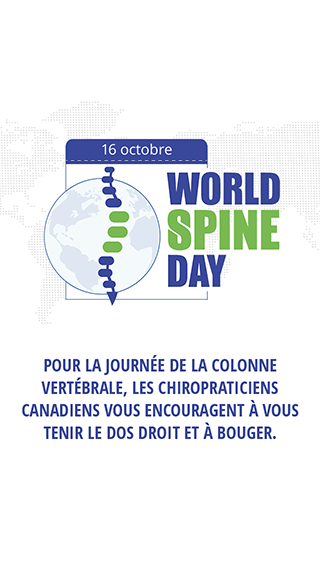 16 octobre
WORLD
SPINE
DAY
POUR LA JOURNÉE DE LA COLONNE
VERTÉBRALE, LES CHIROPRATICIENS
CANADIENS VOUS ENCOURAGENT À VOUS
TENIR LE DOS DROIT ET À BOUGER.